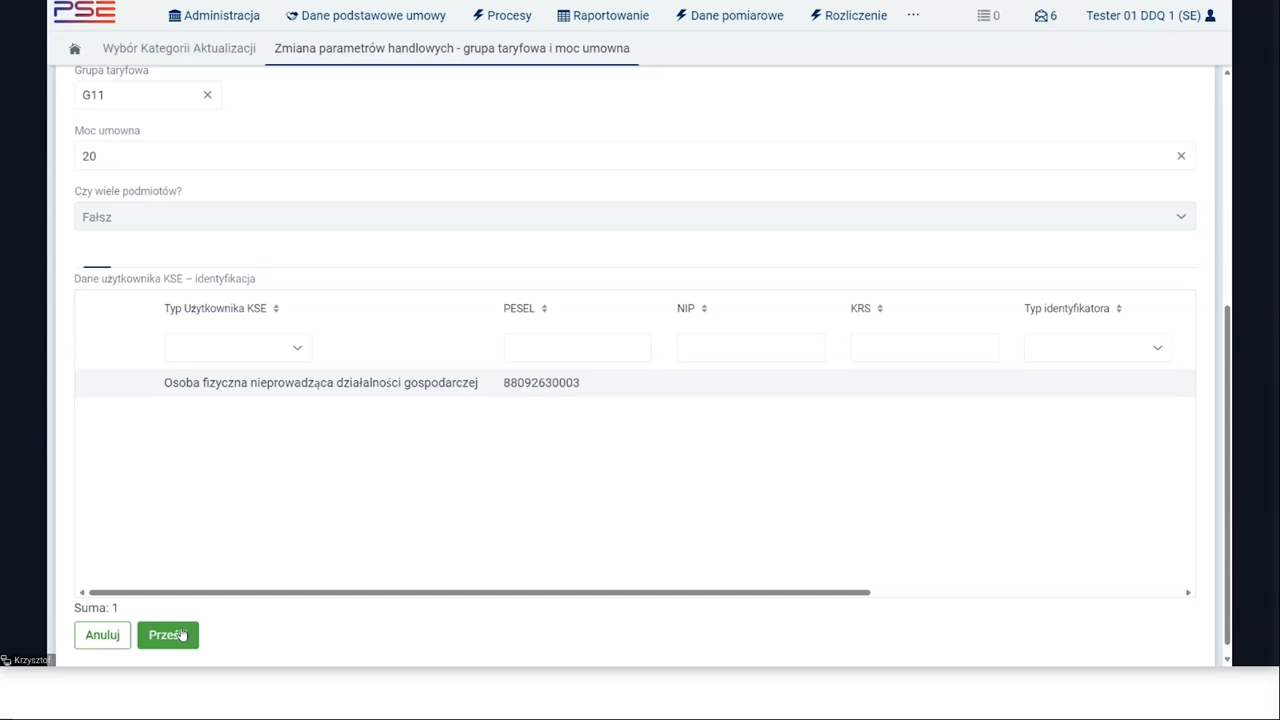 PSE
Administracja
Dane podstawowe umowy
Procesy
Raportowanie
Dane pomiarowe
Rozliczenie
...
0
6
Tester 01 DDQ 1 (SE)
Wybór Kategorii Aktualizacji
Zmiana parametrów handlowych - grupa taryfowa i moc umowna
Grupa taryfowa
G11
Moc umowna
20
Czy wiele podmiotów?
Fałsz
Dane użytkownika KSE – identyfikacja
Typ Użytkownika KSE
PESEL
NIP
KRS
Typ identyfikatora
Osoba fizyczna nieprowadząca działalności gospodarczej
88092630003
Suma: 1
Anuluj
Krzysztof